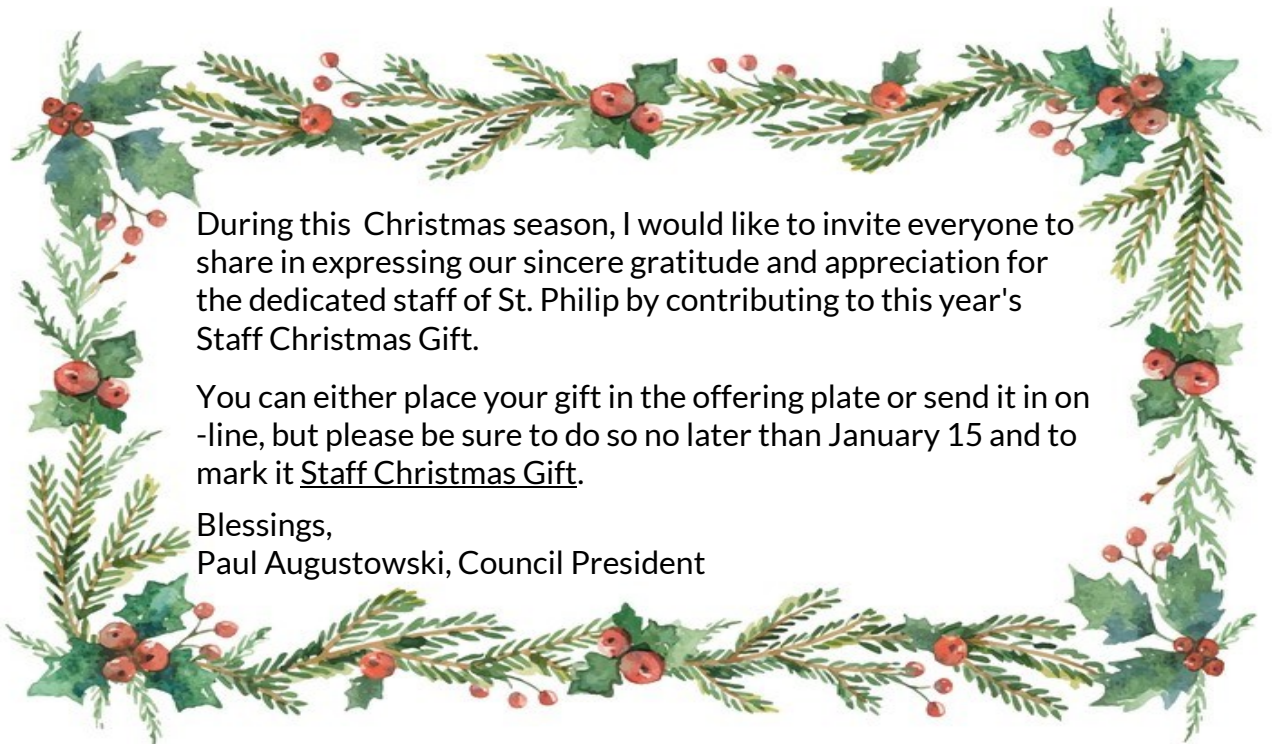 During this  Christmas season, I would like to invite everyone to
share in expressing our sincere gratitude and appreciation for
the dedicated staff of St. Philip by contributing to this year's
Staff Christmas Gift.
You can either place your gift in the offering plate or send it in on
-line, but please be sure to do so no later than January 15 and to
mark it Staff Christmas Gift.
Blessings,
Paul Augustowski, Council President